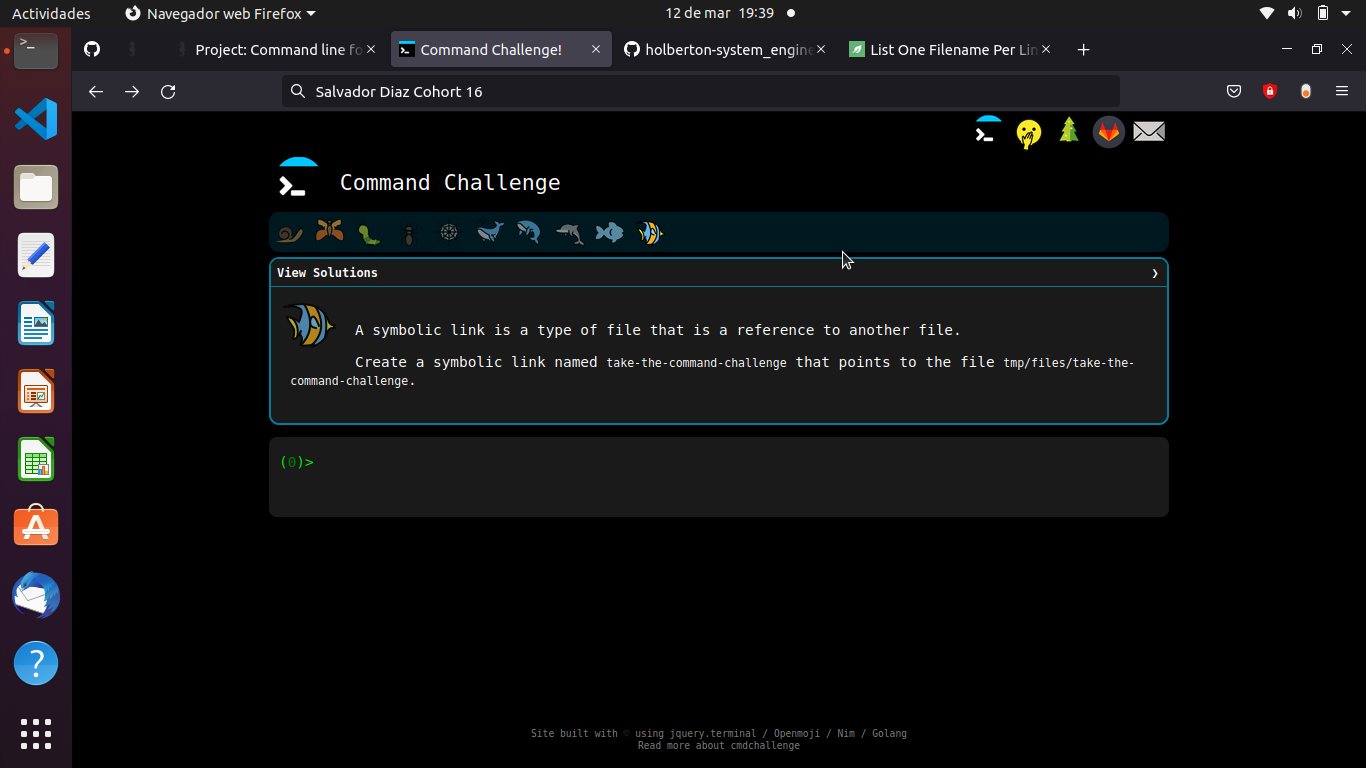 Actividades Navegador web Firefox 12 de mar 19:39
Project: Command line fo Command Challenge! holberton-system_engine List One Filename Per Lin
Salvador Diaz Cohort 16
Command Challenge
View Solutions
A symbolic link is a type of file that is a reference to another file.
Create a symbolic link named take-the-command-challenge that points to the file tmp/files/take-the-
command-challenge.
(0)>
Site built with ♡ using jquery.terminal / Openmoji / Nim / Golang
Read more about cmdchallenge